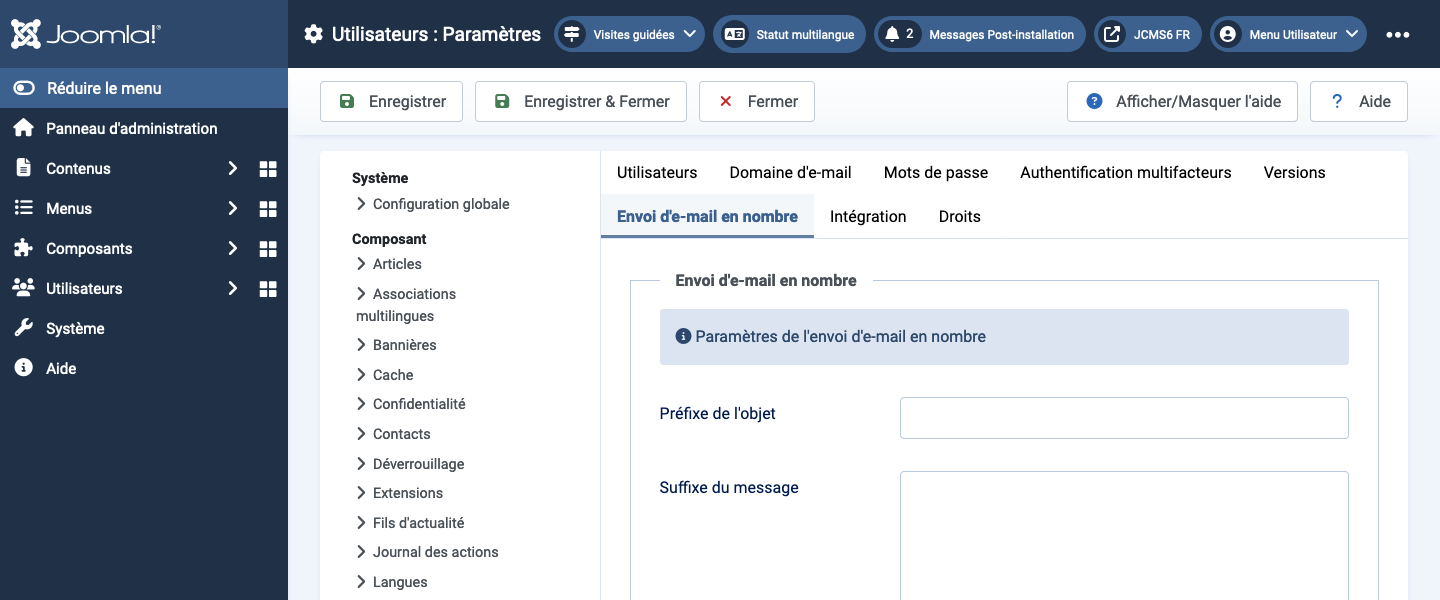 Joomla!®
Utilisateurs : Paramètres
Visites guidées
Statut multilangue
2 Messages Post-installation
JCMS6 FR
Menu Utilisateur
Réduire le menu
Panneau d'administration
Contenus
Menus
Composants
Utilisateurs
Système
Aide
Enregistrer
Enregistrer & Fermer
Fermer
Afficher/Masquer l'aide
Aide
Système
Configuration globale
Composant
Articles
Associations
multilingues
Bannières
Cache
Confidentialité
Contacts
Déverrouillage
Extensions
Fils d'actualité
Journal des actions
Langues
Utilisateurs
Domaine d'e-mail
Mots de passe
Authentification multifacteurs
Versions
Envoi d'e-mail en nombre
Intégration
Droits
Envoi d'e-mail en nombre
Paramètres de l'envoi d'e-mail en nombre
Préfixe de l'objet
Suffixe du message